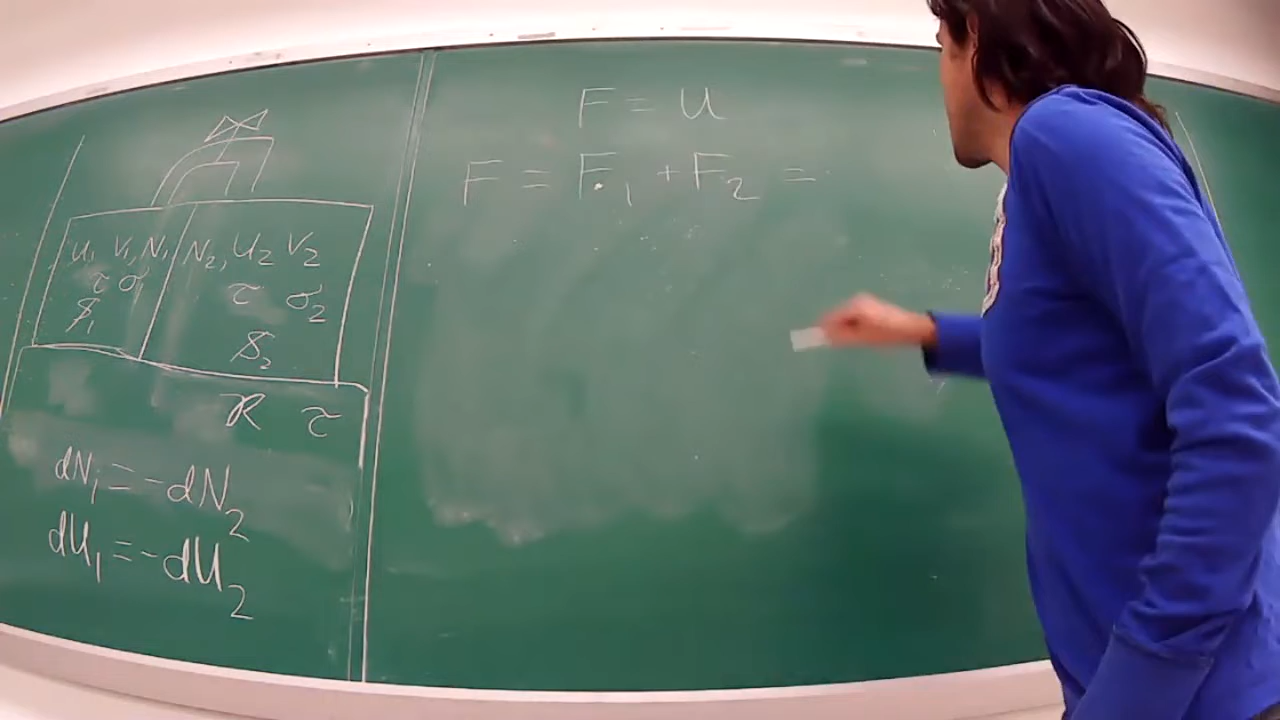 U₁ V₁, N₁ N₂, U₂ V₂
τ σ₁ τ σ₂
S₁ S₂
R τ
dN₁ = -dN₂
dU₁ = -dU₂
F = U
F = F₁ + F₂ =